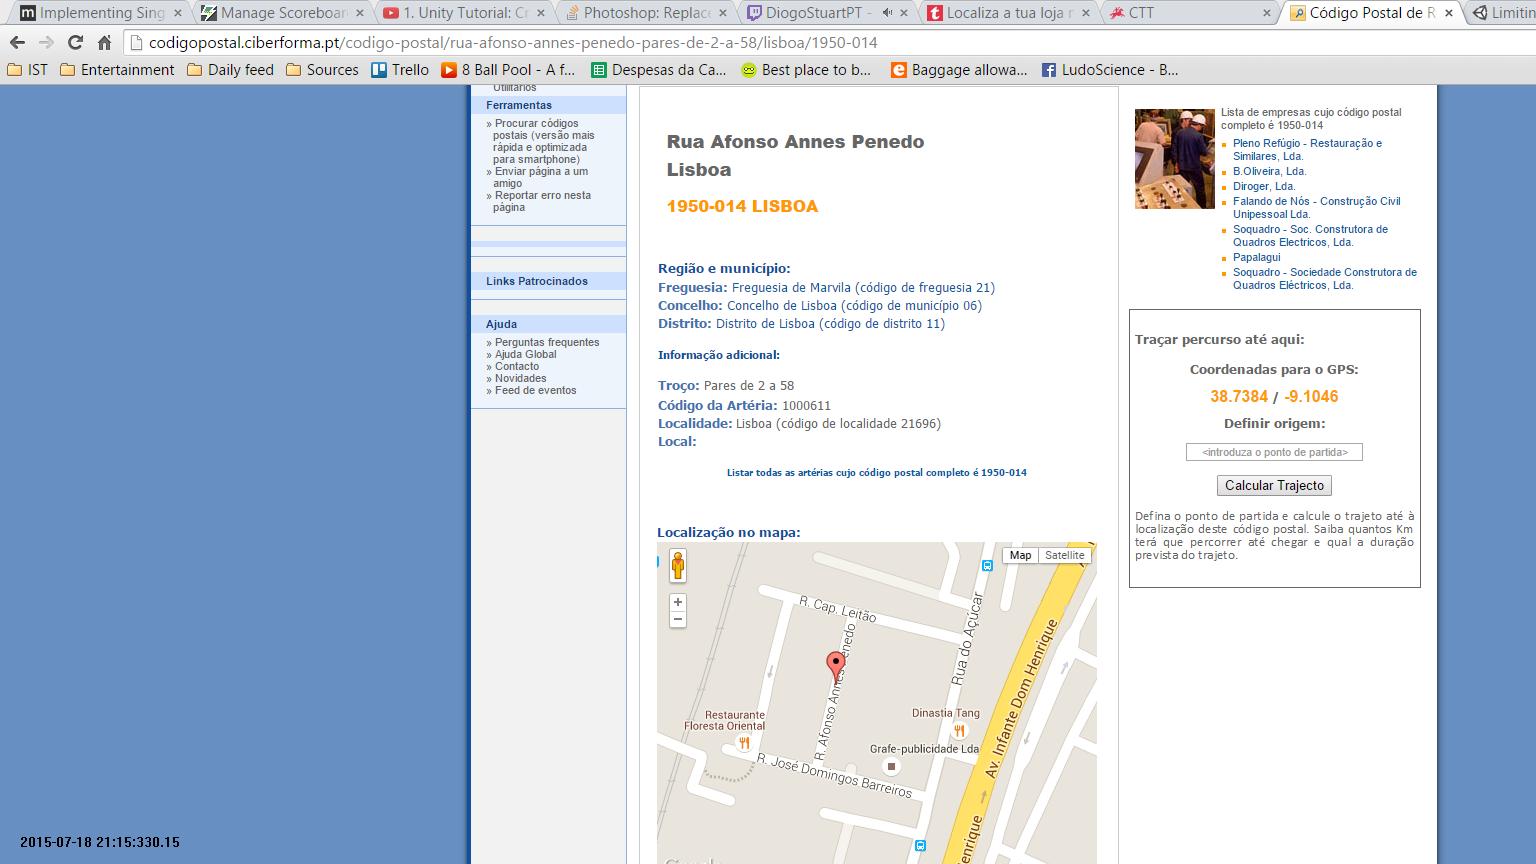 Implementing Sing
Manage Scoreboar
1. Unity Tutorial: Cr
Photoshop: Replace
DiogoStuartPT -
Localiza a tua loja
CTT
Código Postal de R
Limitin
codigopostal.ciberforma.pt/codigo-postal/rua-afonso-annes-penedo-pares-de-2-a-58/lisboa/1950-014
IST
Entertainment
Daily feed
Sources
Trello
8 Ball Pool - A f...
Despesas da Ca...
Best place to b...
Baggage allowa...
LudoScience - B...
Utilitários
Ferramentas
» Procurar códigos
postais (versão mais
rápida e optimizada
para smartphone)
» Enviar página a um
amigo
» Reportar erro nesta
página
Links Patrocinados
Ajuda
» Perguntas frequentes
» Ajuda Global
» Contacto
» Novidades
» Feed de eventos
Rua Afonso Annes Penedo
Lisboa
1950-014 LISBOA
Região e município:
Freguesia: Freguesia de Marvila (código de freguesia 21)
Concelho: Concelho de Lisboa (código de município 06)
Distrito: Distrito de Lisboa (código de distrito 11)
Informação adicional:
Troço: Pares de 2 a 58
Código da Artéria: 1000611
Localidade: Lisboa (código de localidade 21696)
Local:
Listar todas as artérias cujo código postal completo é 1950-014
Localização no mapa:
Map
Satellite
+
−
R. Cap. Leitão
R. Afonso Annes Penedo
Rua do Açúcar
Av. Infante Dom Henrique
Restaurante
Floresta Oriental
Dinastia Tang
Grafe-publicidade Lda
R. José Domingos Barreiros
Henrique
Lista de empresas cujo código postal
completo é 1950-014
Pleno Refúgio - Restauração e
Similares, Lda.
B.Oliveira, Lda.
Diroger, Lda.
Falando de Nós - Construção Civil
Unipessoal Lda.
Soquadro - Soc. Construtora de
Quadros Electricos, Lda.
Papalagui
Soquadro - Sociedade Construtora de
Quadros Eléctricos, Lda.
Traçar percurso até aqui:
Coordenadas para o GPS:
38.7384 / -9.1046
Definir origem:
<introduza o ponto de partida>
Calcular Trajecto
Defina o ponto de partida e calcule o trajeto até à
localização deste código postal. Saiba quantos Km
terá que percorrer até chegar e qual a duração
prevista do trajeto.
2015-07-18 21:15:330.15